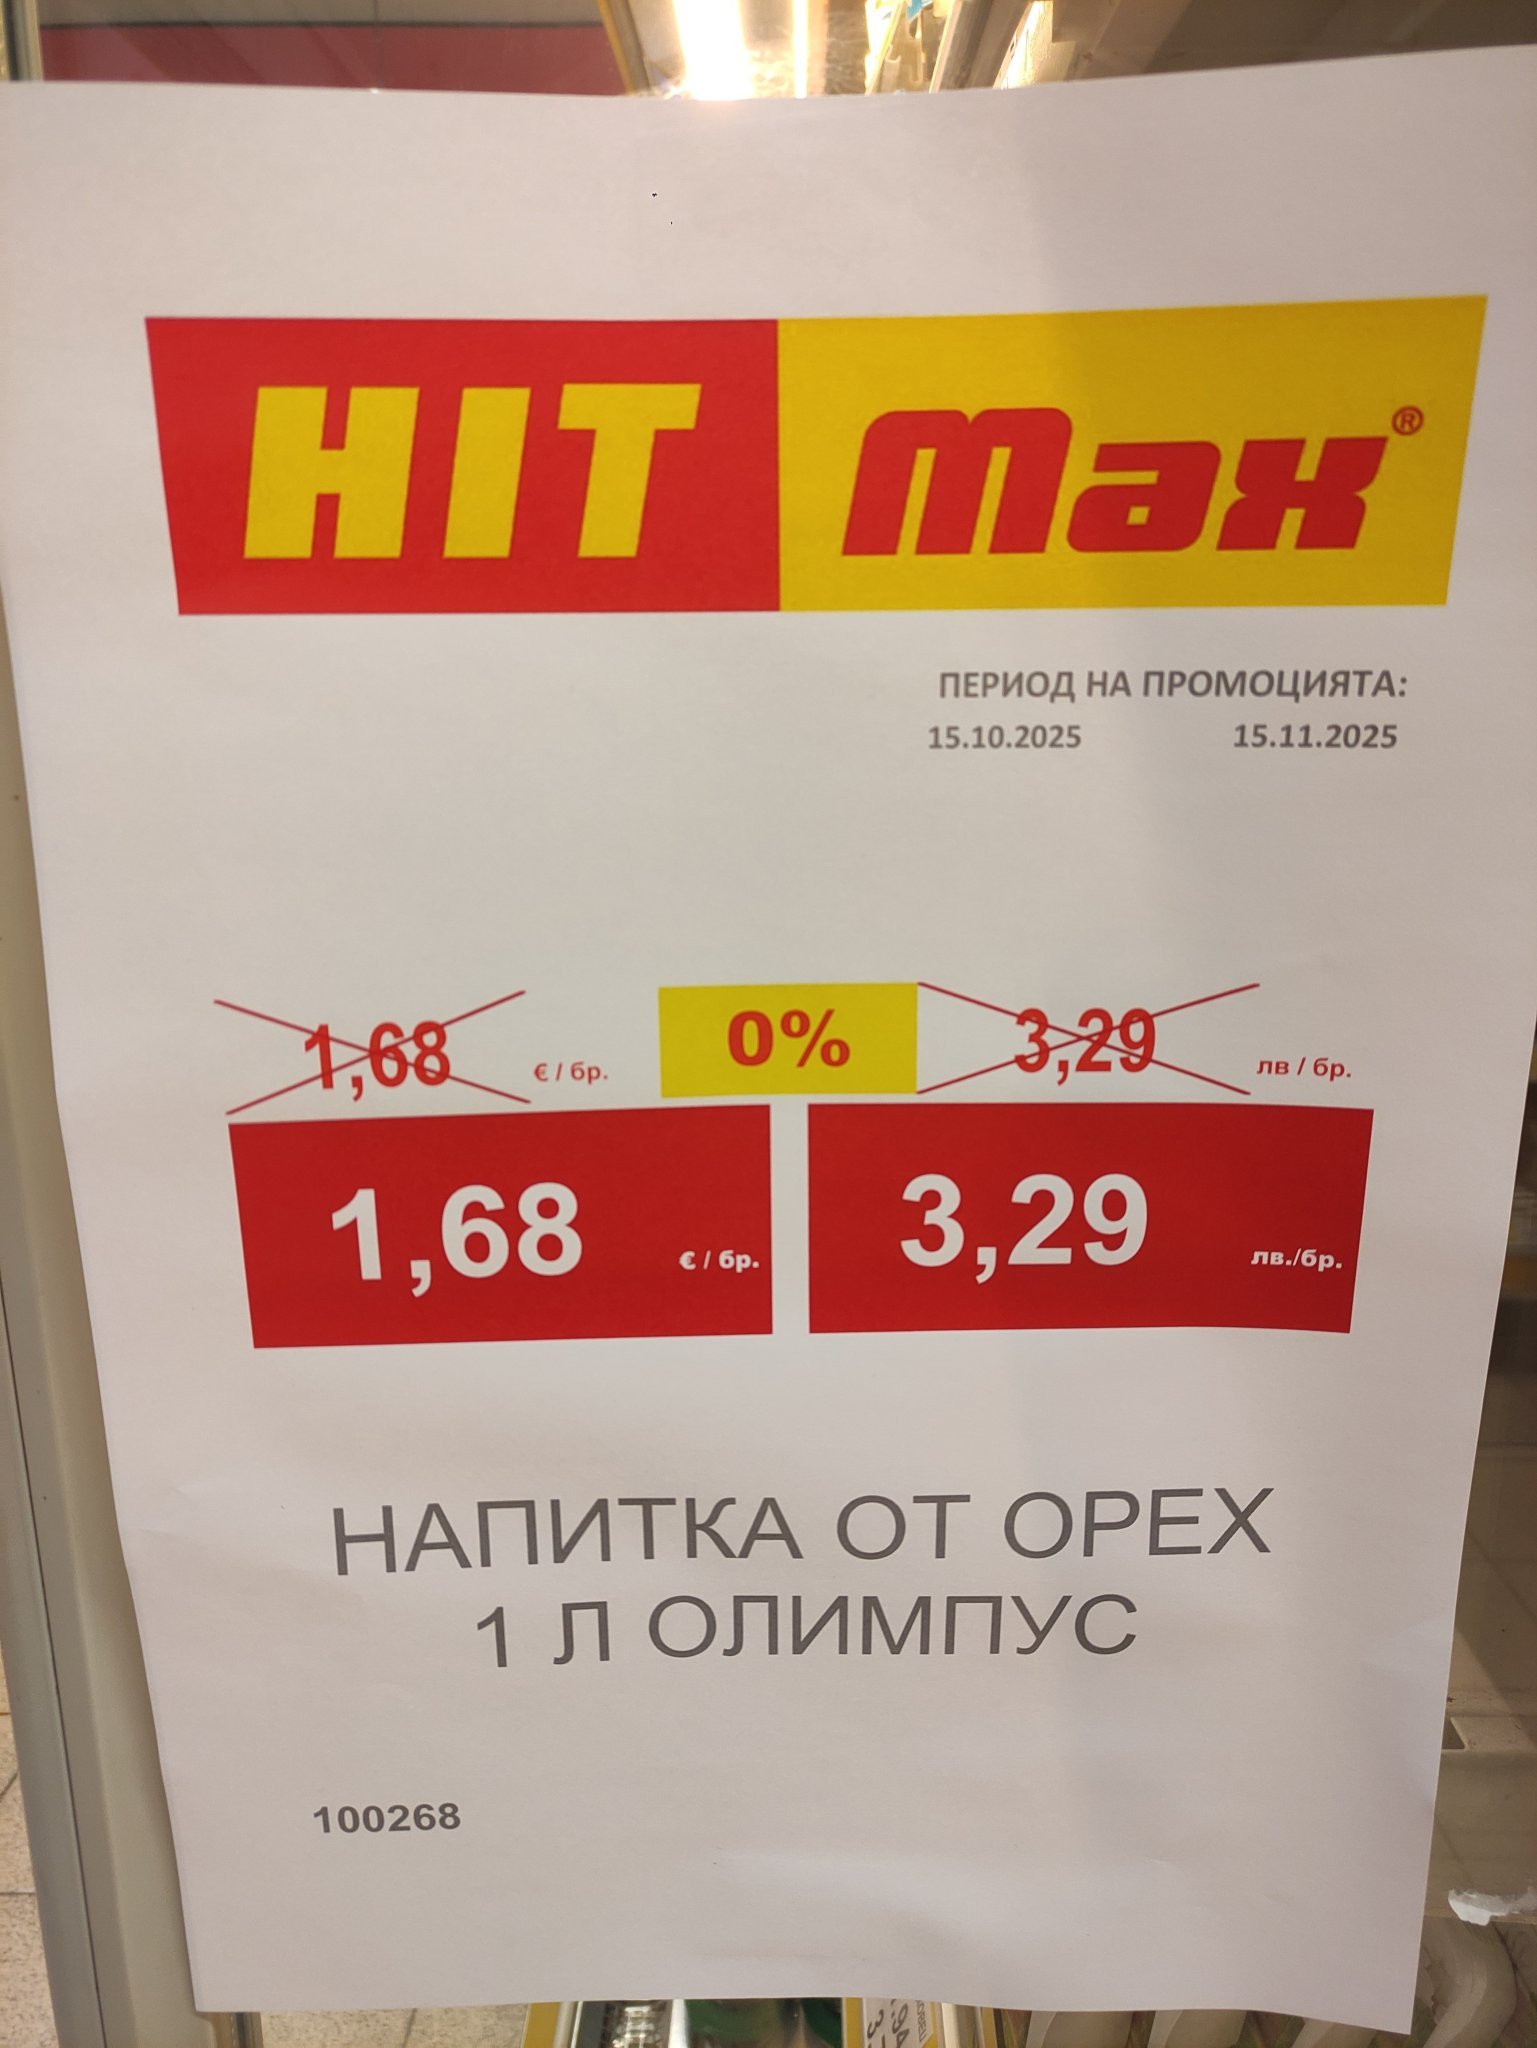 HIT Max®
ПЕРИОД НА ПРОМОЦИЯТА:
15.10.2025 15.11.2025
1,68 €/бр. 0% 3,29 лв/бр.
1,68 €/бр. 3,29 лв./бр.
НАПИТКА ОТ ОРЕХ
1 Л ОЛИМПУС
100268